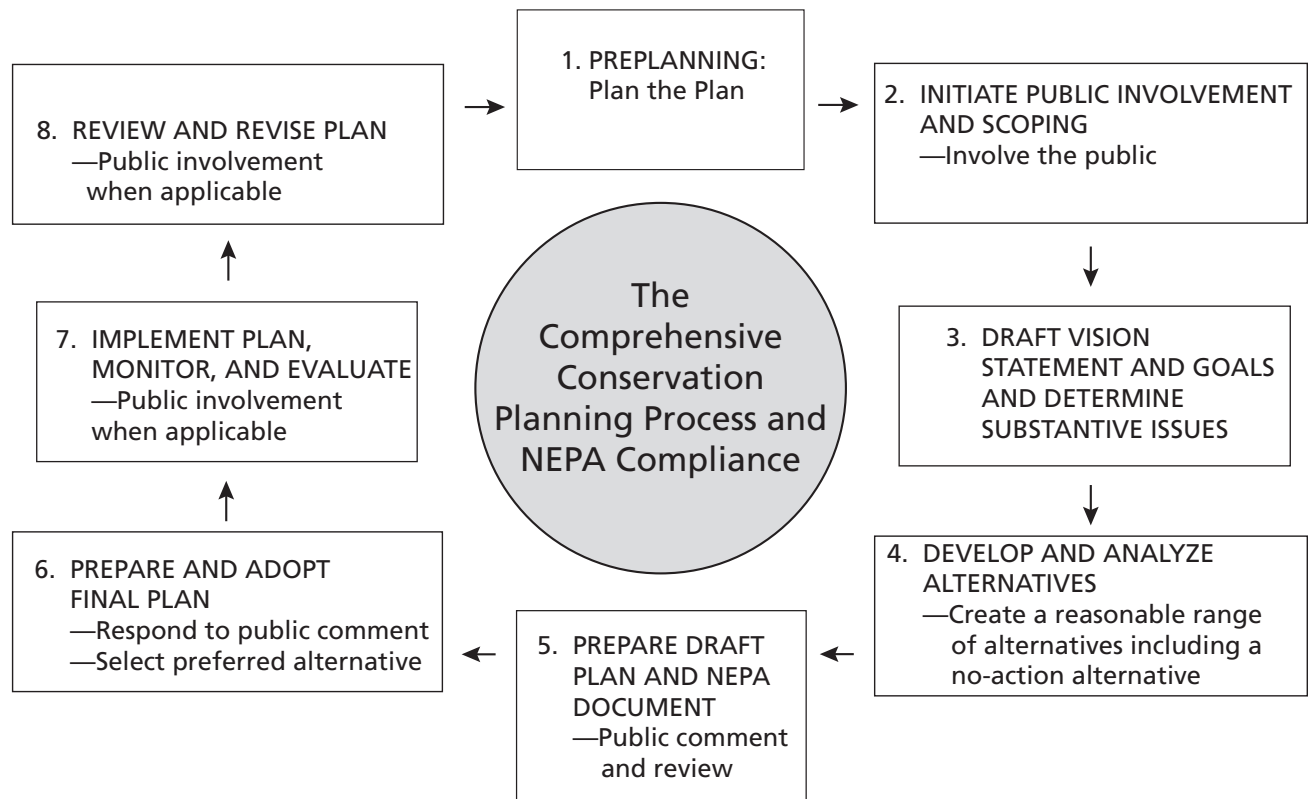 1. PREPLANNING:
Plan the Plan
2. INITIATE PUBLIC INVOLVEMENT
AND SCOPING
—Involve the public
3. DRAFT VISION
STATEMENT AND GOALS
AND DETERMINE
SUBSTANTIVE ISSUES
4. DEVELOP AND ANALYZE
ALTERNATIVES
—Create a reasonable range
of alternatives including a
no-action alternative
5. PREPARE DRAFT
PLAN AND NEPA
DOCUMENT
—Public comment
and review
6. PREPARE AND ADOPT
FINAL PLAN
—Respond to public comment
—Select preferred alternative
7. IMPLEMENT PLAN,
MONITOR, AND EVALUATE
—Public involvement
when applicable
8. REVIEW AND REVISE PLAN
—Public involvement
when applicable
The
Comprehensive
Conservation
Planning Process and
NEPA Compliance